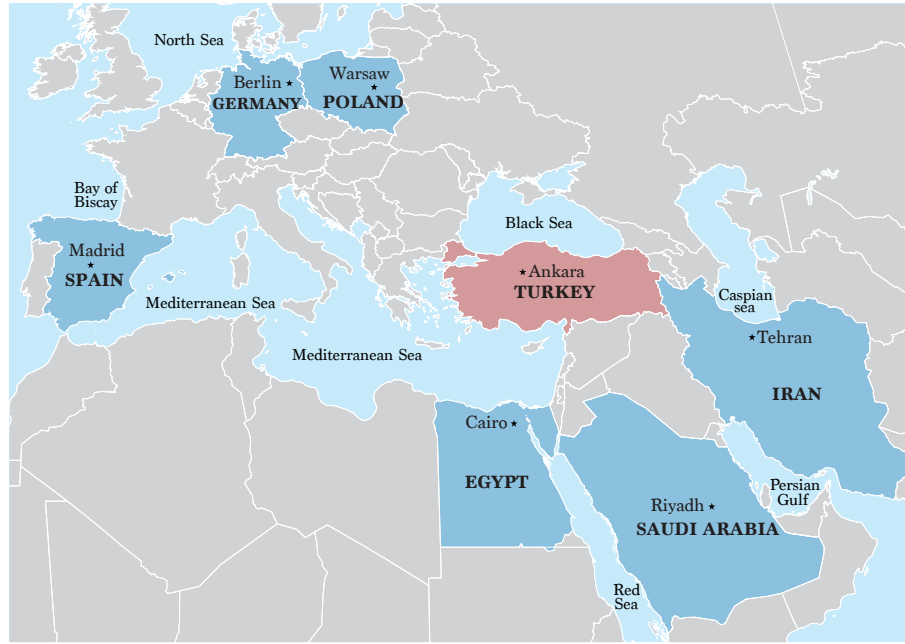 North Sea
Berlin
GERMANY
Warsaw
POLAND
Bay of
Biscay
Black Sea
Madrid
SPAIN
Ankara
TURKEY
Mediterranean Sea
Caspian
sea
Tehran
Mediterranean Sea
IRAN
Cairo
EGYPT
Persian
Gulf
Riyadh
SAUDI ARABIA
Red
Sea